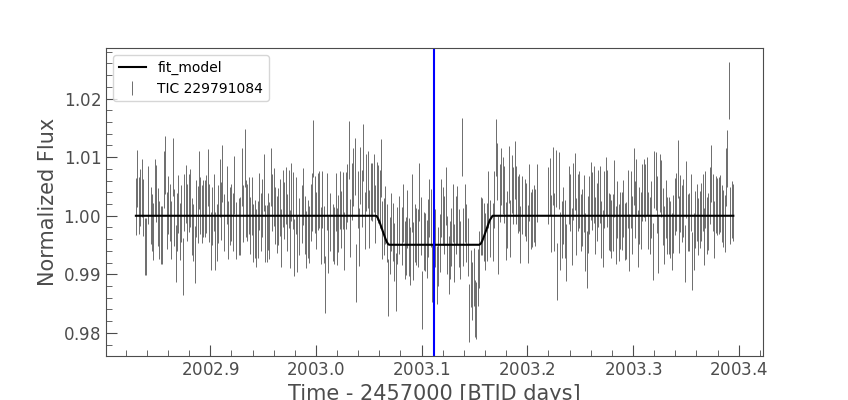 fit_model
TIC 229791084
Normalized Flux
1.02
1.01
1.00
0.99
0.98
2002.9 2003.0 2003.1 2003.2 2003.3 2003.4
Time - 2457000 [BTJD days]